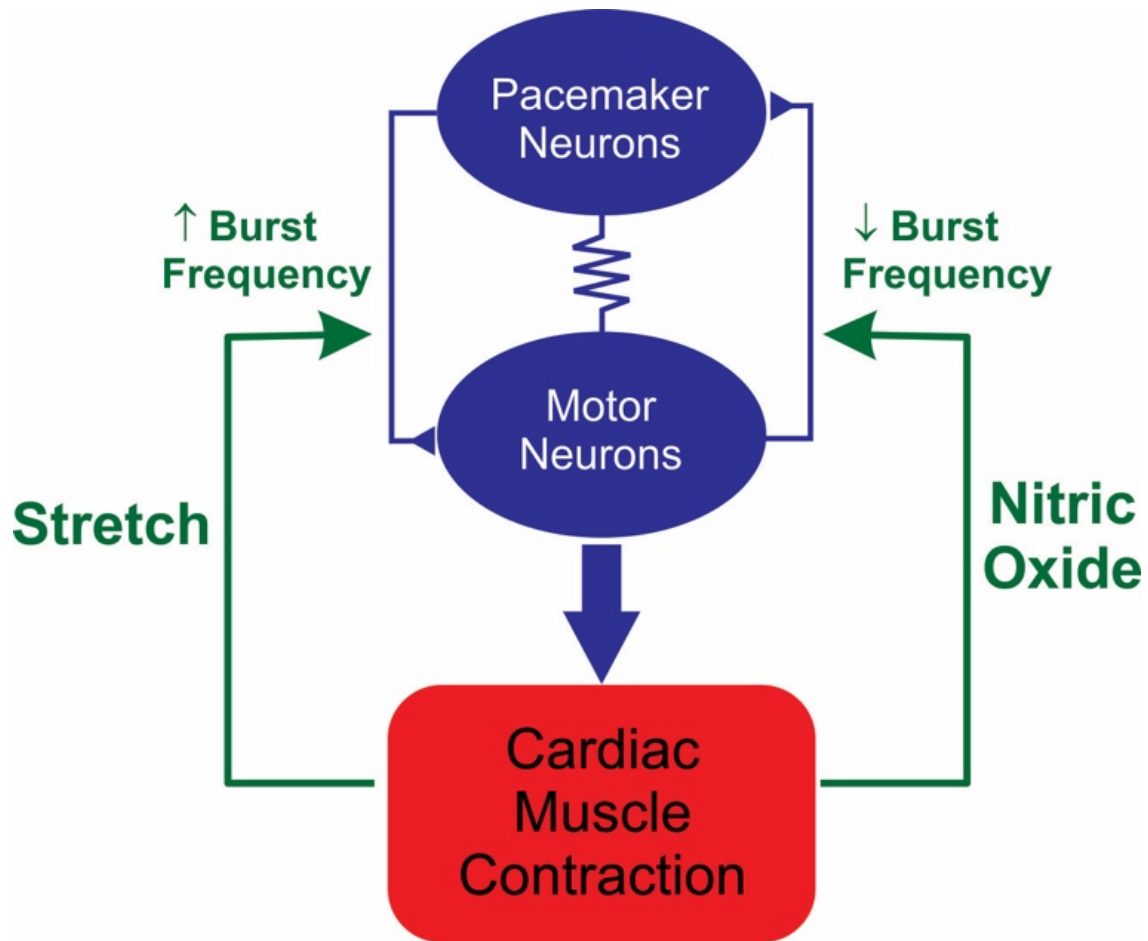 Pacemaker
Neurons
↑ Burst
Frequency
↓ Burst
Frequency
Motor
Neurons
Stretch
Nitric
Oxide
Cardiac
Muscle
Contraction